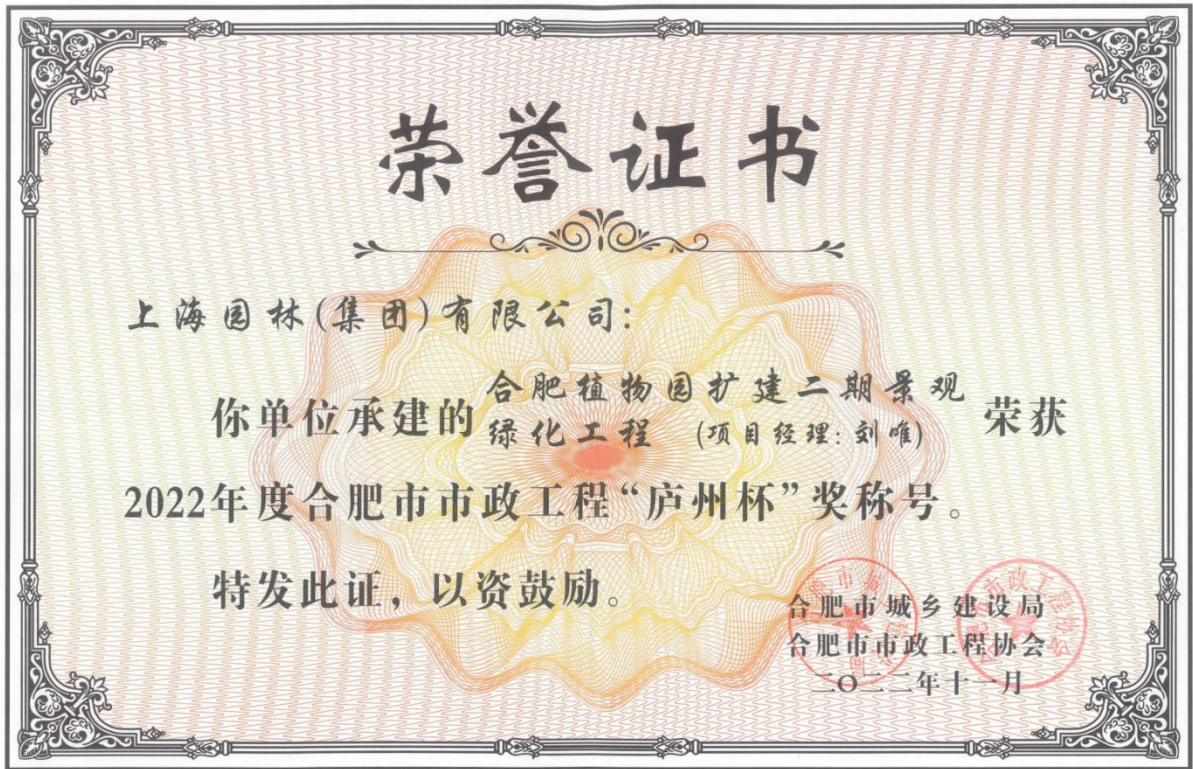 荣誉证书
上海园林(集团)有限公司:
你单位承建的合肥植物园扩建二期景观
绿化工程 (项目经理:刘唯) 荣获
2022年度合肥市市政工程“庐州杯”奖称号。
特发此证,以资鼓励。
合肥市城乡建设局
合肥市市政工程协会
二〇二二年十一月